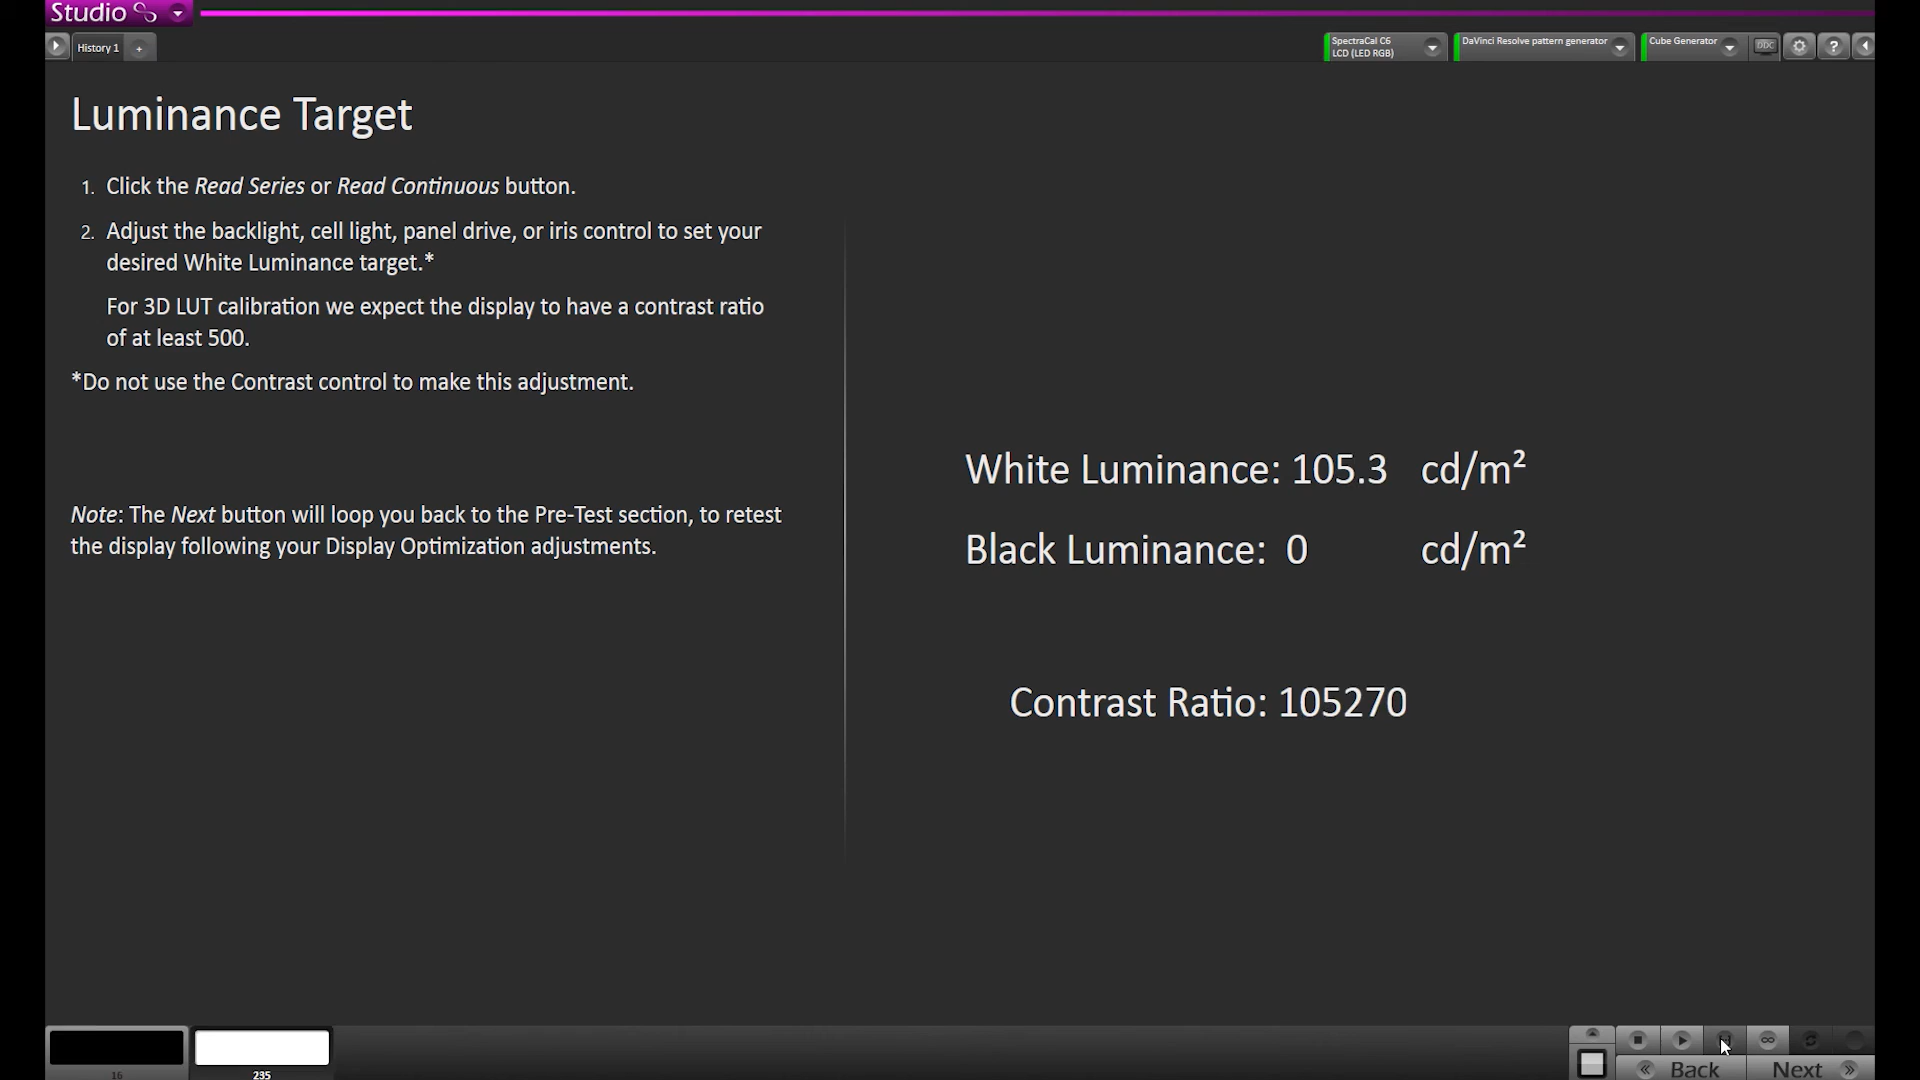 Studio
History 1 +
SpectraCal C6
LCD (LED RGB)
DaVinci Resolve pattern generator
Cube Generator
DDC
?
Luminance Target
1. Click the Read Series or Read Continuous button.
2. Adjust the backlight, cell light, panel drive, or iris control to set your
desired White Luminance target.*
For 3D LUT calibration we expect the display to have a contrast ratio
of at least 500.
*Do not use the Contrast control to make this adjustment.
Note: The Next button will loop you back to the Pre-Test section, to retest
the display following your Display Optimization adjustments.
White Luminance: 105.3 cd/m²
Black Luminance: 0 cd/m²
Contrast Ratio: 105270
16
235
« Back
Next »